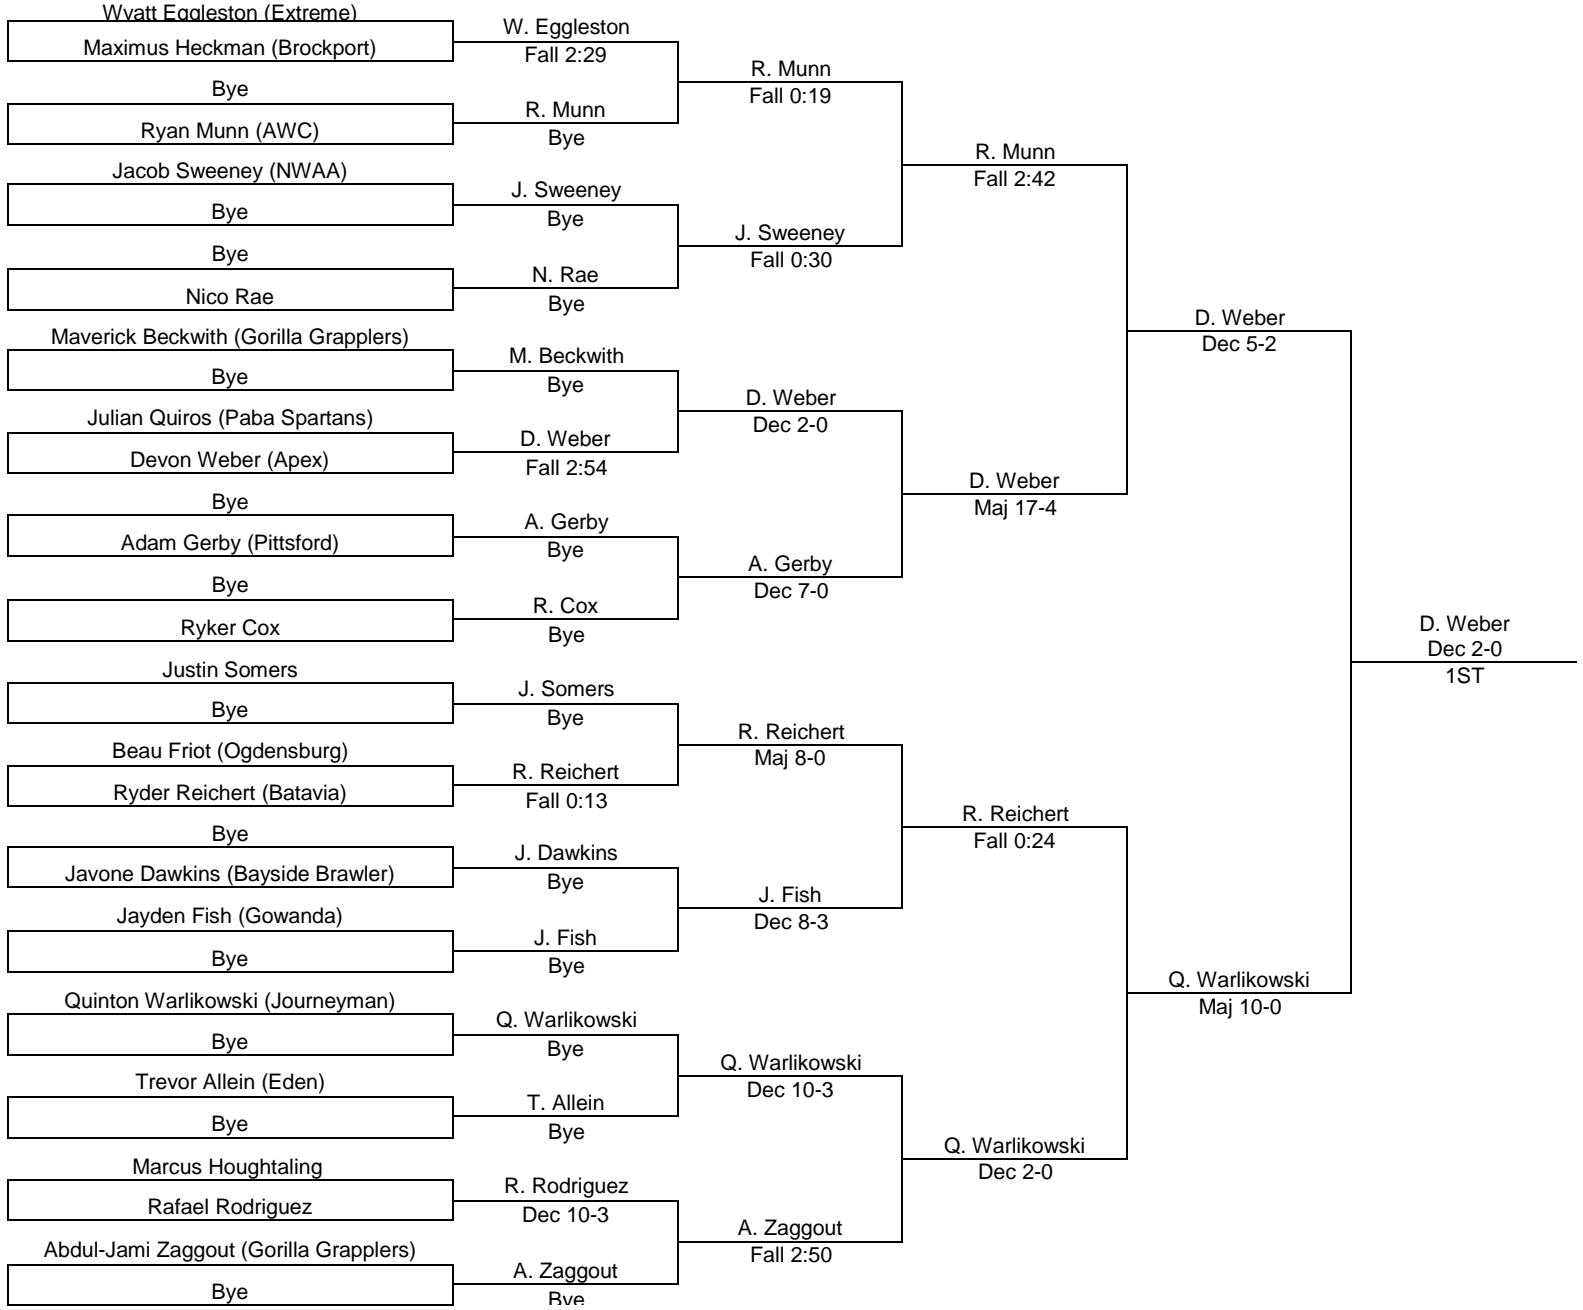 Wyatt Eggleston (Extreme)
Maximus Heckman (Brockport)
Bye
Ryan Munn (AWC)
Jacob Sweeney (NWAA)
Bye
Bye
Nico Rae
Maverick Beckwith (Gorilla Grapplers)
Bye
Julian Quiros (Paba Spartans)
Devon Weber (Apex)
Bye
Adam Gerby (Pittsford)
Bye
Ryker Cox
Justin Somers
Bye
Beau Friot (Ogdensburg)
Ryder Reichert (Batavia)
Bye
Javone Dawkins (Bayside Brawler)
Jayden Fish (Gowanda)
Bye
Quinton Warlikowski (Journeyman)
Bye
Trevor Allein (Eden)
Bye
Marcus Houghtaling
Rafael Rodriguez
Abdul-Jami Zaggout (Gorilla Grapplers)
Bye
W. Eggleston
Fall 2:29
R. Munn
Bye
J. Sweeney
Bye
N. Rae
Bye
M. Beckwith
Bye
D. Weber
Fall 2:54
A. Gerby
Bye
R. Cox
Bye
J. Somers
Bye
R. Reichert
Fall 0:13
J. Dawkins
Bye
J. Fish
Bye
Q. Warlikowski
Bye
T. Allein
Bye
R. Rodriguez
Dec 10-3
A. Zaggout
Bye
R. Munn
Fall 0:19
J. Sweeney
Fall 0:30
D. Weber
Dec 2-0
A. Gerby
Dec 7-0
R. Reichert
Maj 8-0
J. Fish
Dec 8-3
Q. Warlikowski
Dec 10-3
A. Zaggout
Fall 2:50
R. Munn
Fall 2:42
D. Weber
Maj 17-4
R. Reichert
Fall 0:24
Q. Warlikowski
Dec 2-0
D. Weber
Dec 5-2
Q. Warlikowski
Maj 10-0
D. Weber
Dec 2-0
1ST